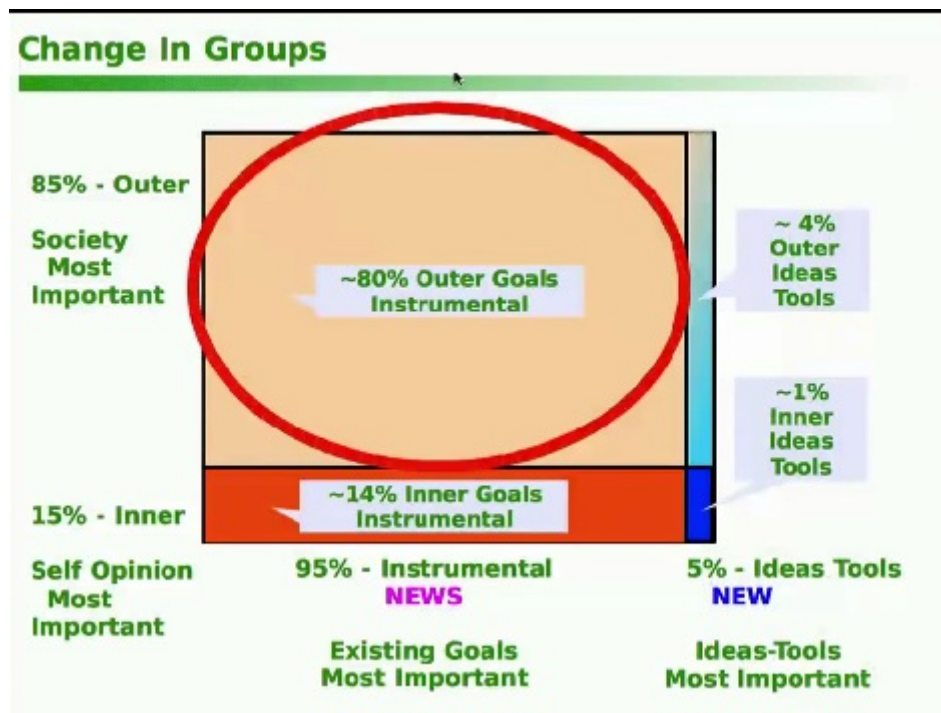 Change In Groups
85% - Outer
Society
Most
Important
~80% Outer Goals
Instrumental
~ 4%
Outer
Ideas
Tools
~1%
Inner
Ideas
Tools
~14% Inner Goals
Instrumental
15% - Inner
Self Opinion
Most
Important
95% - Instrumental
NEWS
Existing Goals
Most Important
5% - Ideas Tools
NEW
Ideas-Tools
Most Important